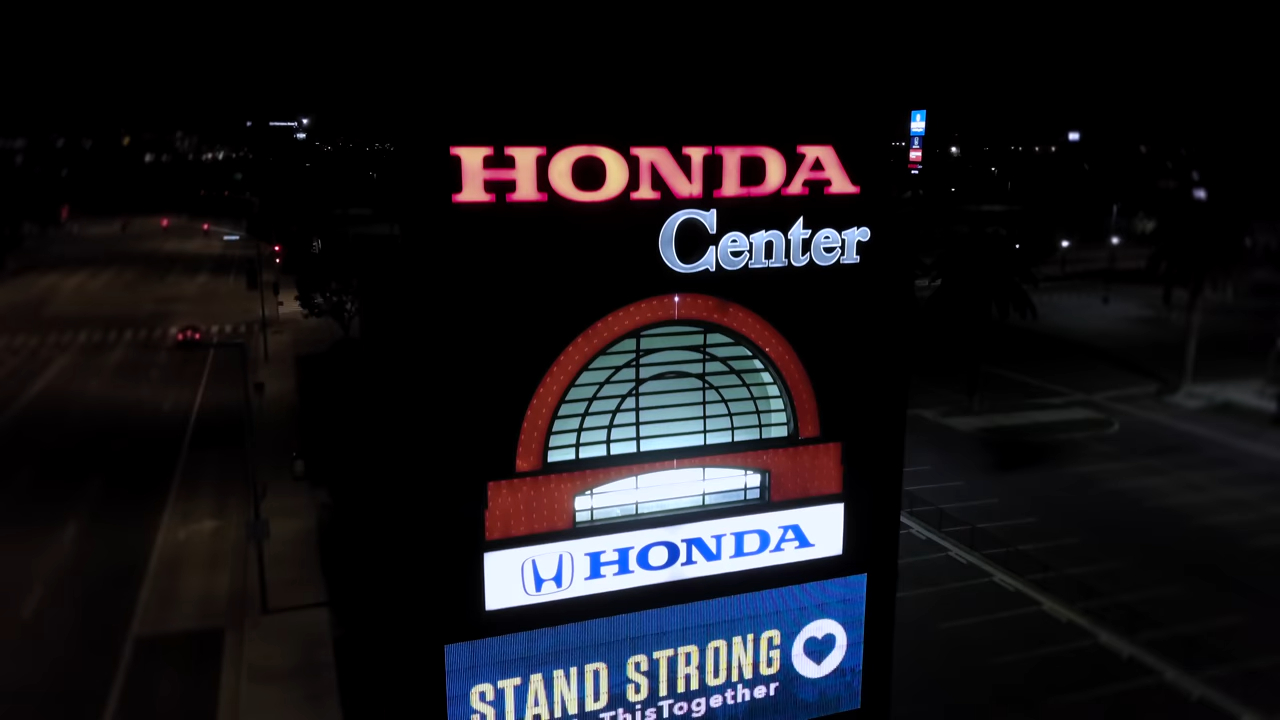 HONDA
Center
HONDA
STAND STRONG
ThisTogether